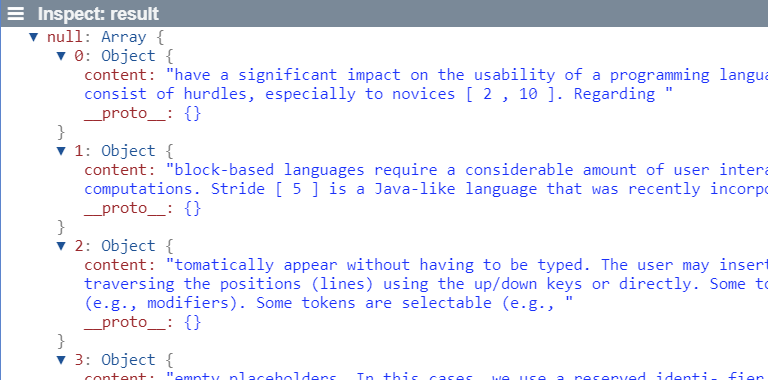 Inspect: result
▼ null: Array {
▼ 0: Object {
content: "have a significant impact on the usability of a programming
consist of hurdles, especially to novices [ 2 , 10 ]. Regarding "
__proto__: {}
}
▼ 1: Object {
content: "block-based languages require a considerable amount of user
computations. Stride [ 5 ] is a Java-like language that was recently
__proto__: {}
}
▼ 2: Object {
content: "tomatically appear without having to be typed. The user may insert
traversing the positions (lines) using the up/down keys or directly. Some
(e.g., modifiers). Some tokens are selectable (e.g., "
__proto__: {}
}
▼ 3: Object {
content: "empty placeholders. In this cases, we use a reserved identi- fier